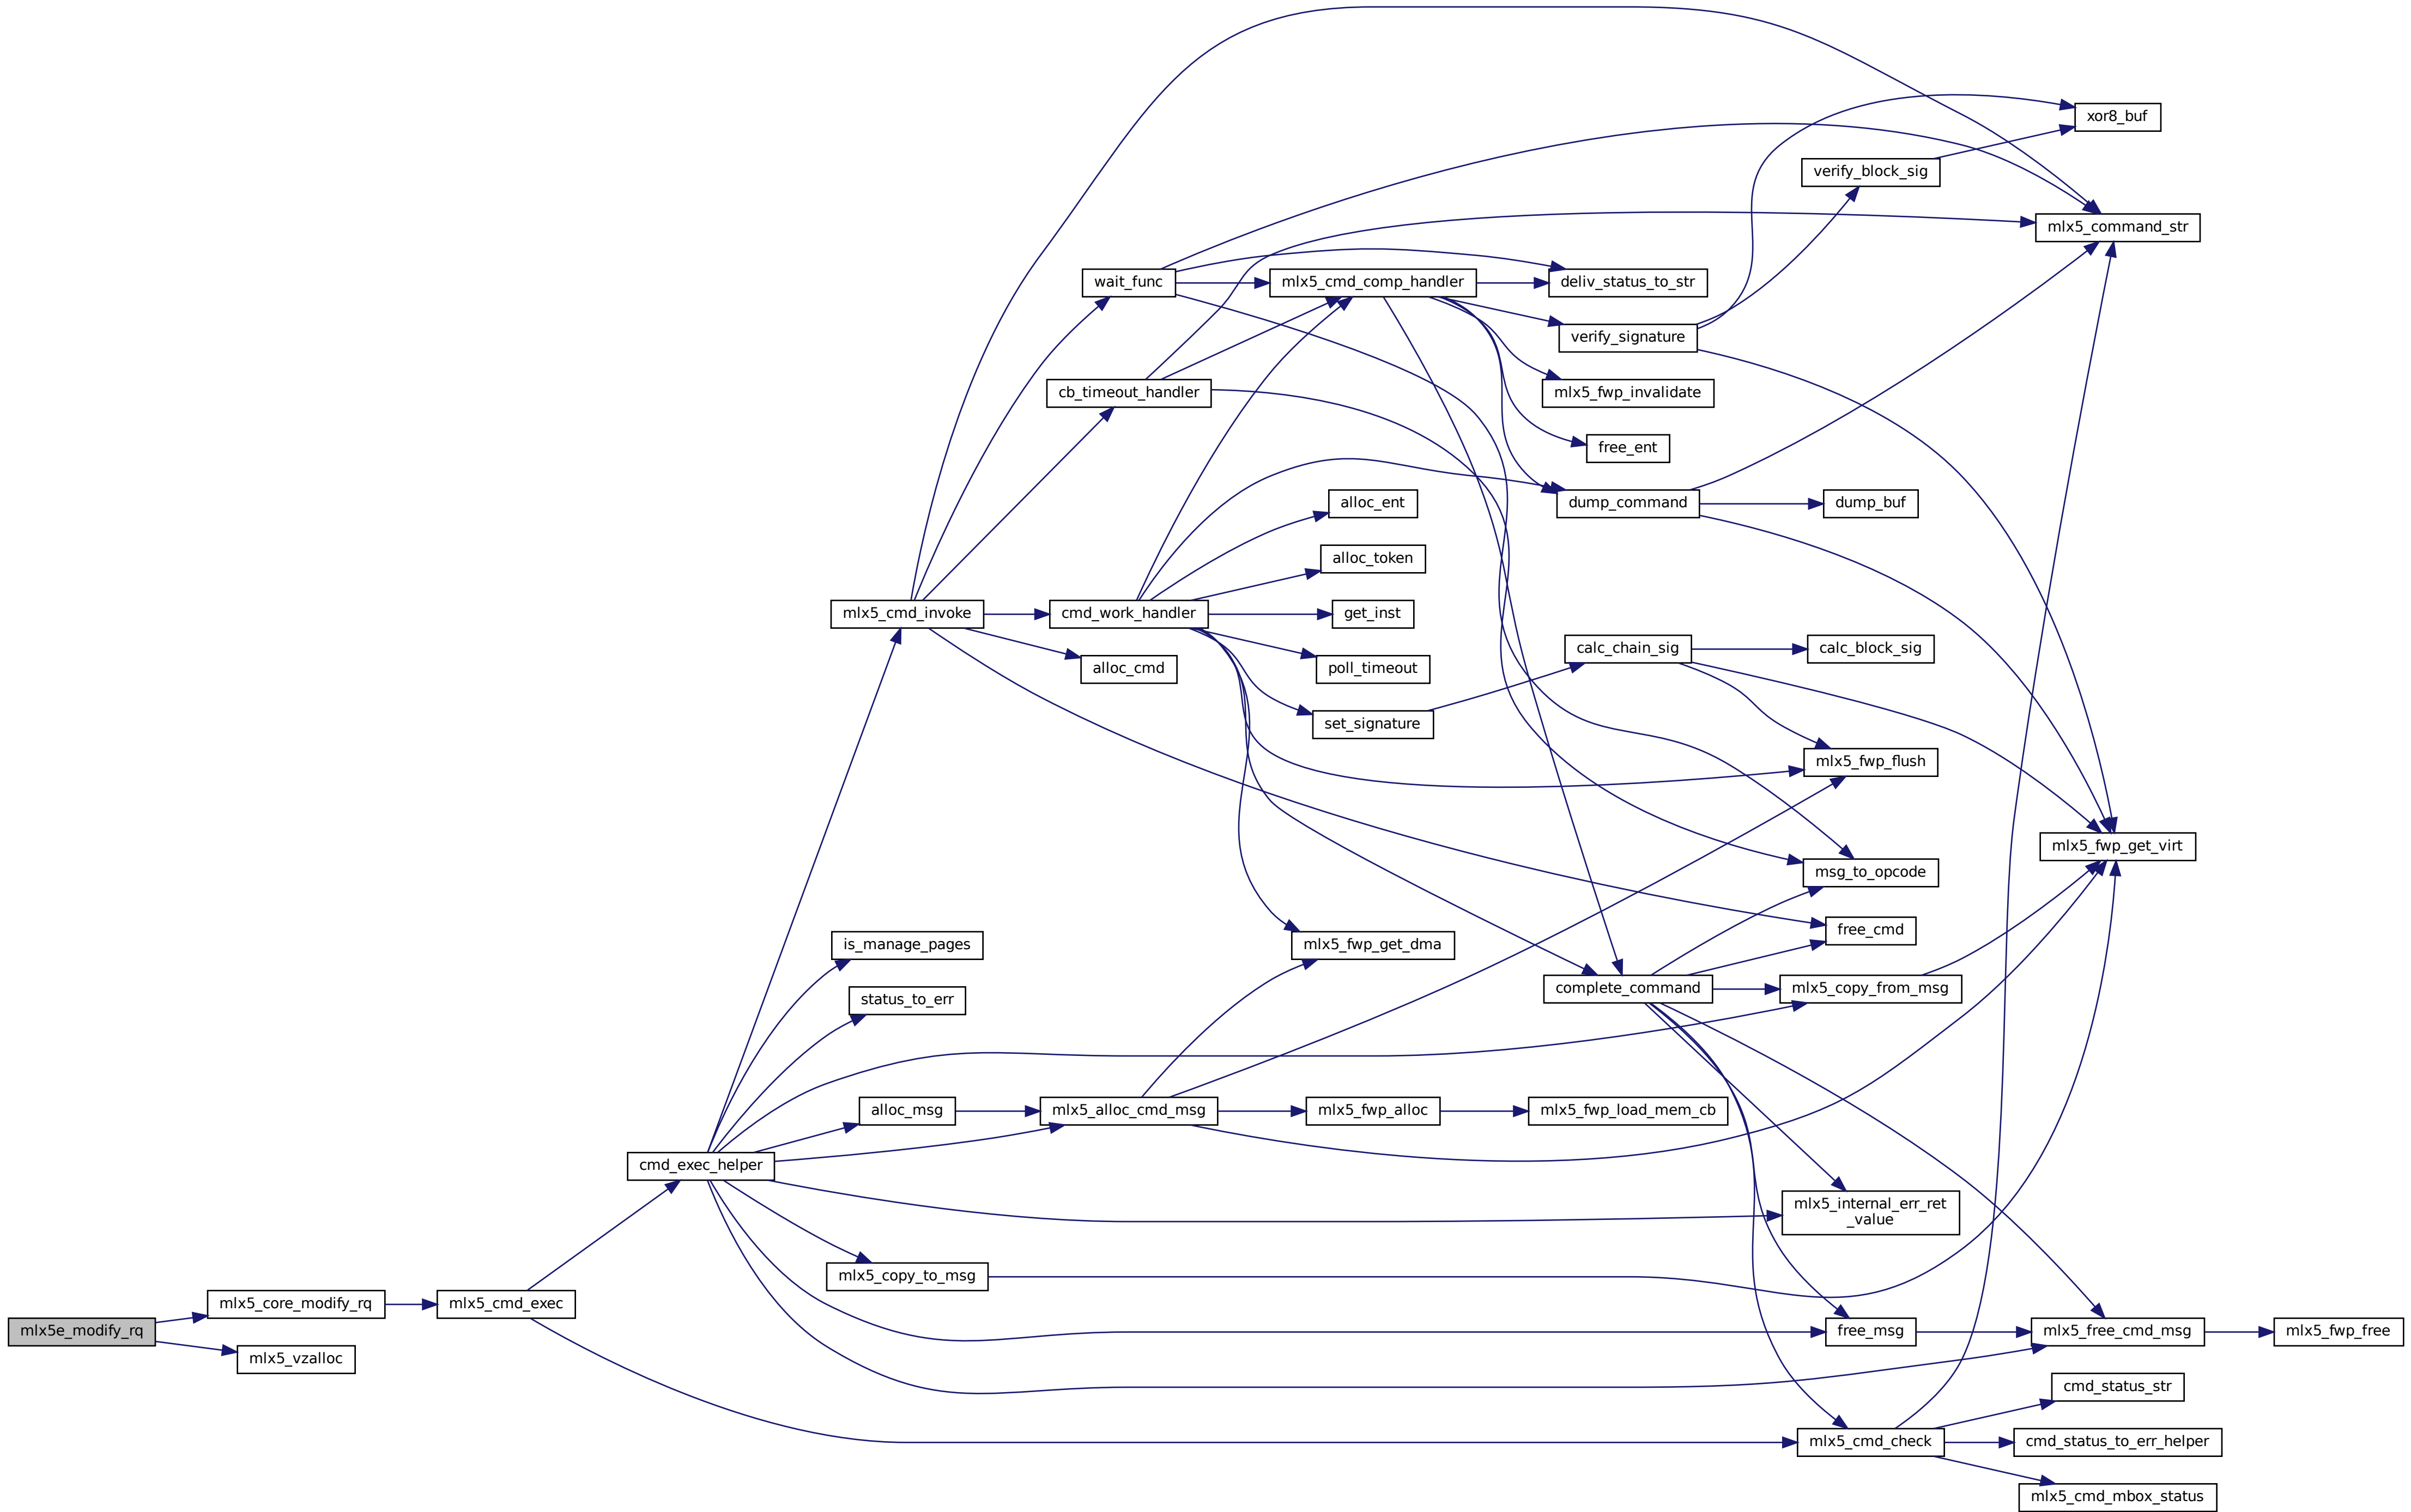 mlx5e_modify_rq
mlx5_core_modify_rq
mlx5_vzalloc
mlx5_cmd_exec
cmd_exec_helper
mlx5_cmd_invoke
is_manage_pages
status_to_err
alloc_msg
mlx5_copy_to_msg
wait_func
cb_timeout_handler
cmd_work_handler
alloc_cmd
mlx5_alloc_cmd_msg
mlx5_cmd_comp_handler
alloc_ent
alloc_token
get_inst
poll_timeout
set_signature
mlx5_fwp_get_dma
mlx5_fwp_alloc
deliv_status_to_str
verify_signature
mlx5_fwp_invalidate
free_ent
dump_command
calc_chain_sig
complete_command
mlx5_fwp_load_mem_cb
verify_block_sig
dump_buf
calc_block_sig
mlx5_fwp_flush
msg_to_opcode
free_cmd
mlx5_copy_from_msg
mlx5_internal_err_ret
_value
free_msg
mlx5_cmd_check
xor8_buf
mlx5_command_str
mlx5_fwp_get_virt
mlx5_free_cmd_msg
cmd_status_str
cmd_status_to_err_helper
mlx5_cmd_mbox_status
mlx5_fwp_free